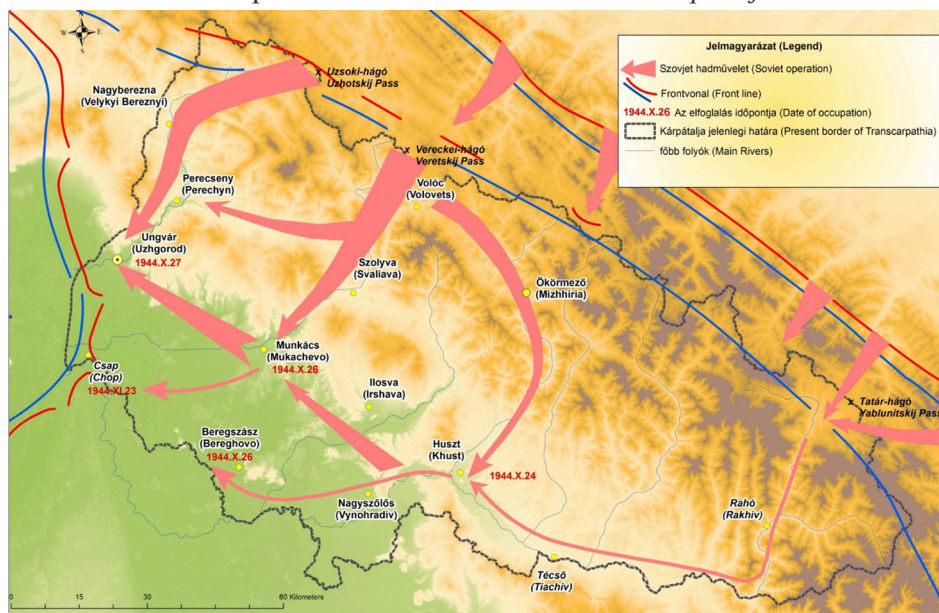 N
W
E
S
Uzsoki-hágó
Uzhotskij Pass
Nagyberezna
(Velykyi Bereznyi)
Vereckei-hágó
Veretskij Pass
Perecseny
(Perechyn)
Volóc
(Volovets)
Ungvár
(Uzhgorod)
1944.X.27
Szolyva
(Svaliava)
Ökörmező
(Mizhhiria)
Munkács
(Mukachevo)
1944.X.26
Csap
(Chop)
1944.XI.23
Ilosva
(Irshava)
Tatár-hágó
Yablunitskij Pass
Beregszász
(Bereghovo)
1944.X.26
Huszt
(Khust)
1944.X.24
Nagyszőlős
(Vynohradiv)
Rahó
(Rakhiv)
Técső
(Tiachiv)
0 15 30 60 Kilometers
Jelmagyarázat (Legend)
Szovjet hadművelet (Soviet operation)
Frontvonal (Front line)
1944.X.26 Az elfoglalás időpontja (Date of occupation)
Kárpátalja jelenlegi határa (Present border of Transcarpathia)
főbb folyók (Main Rivers)